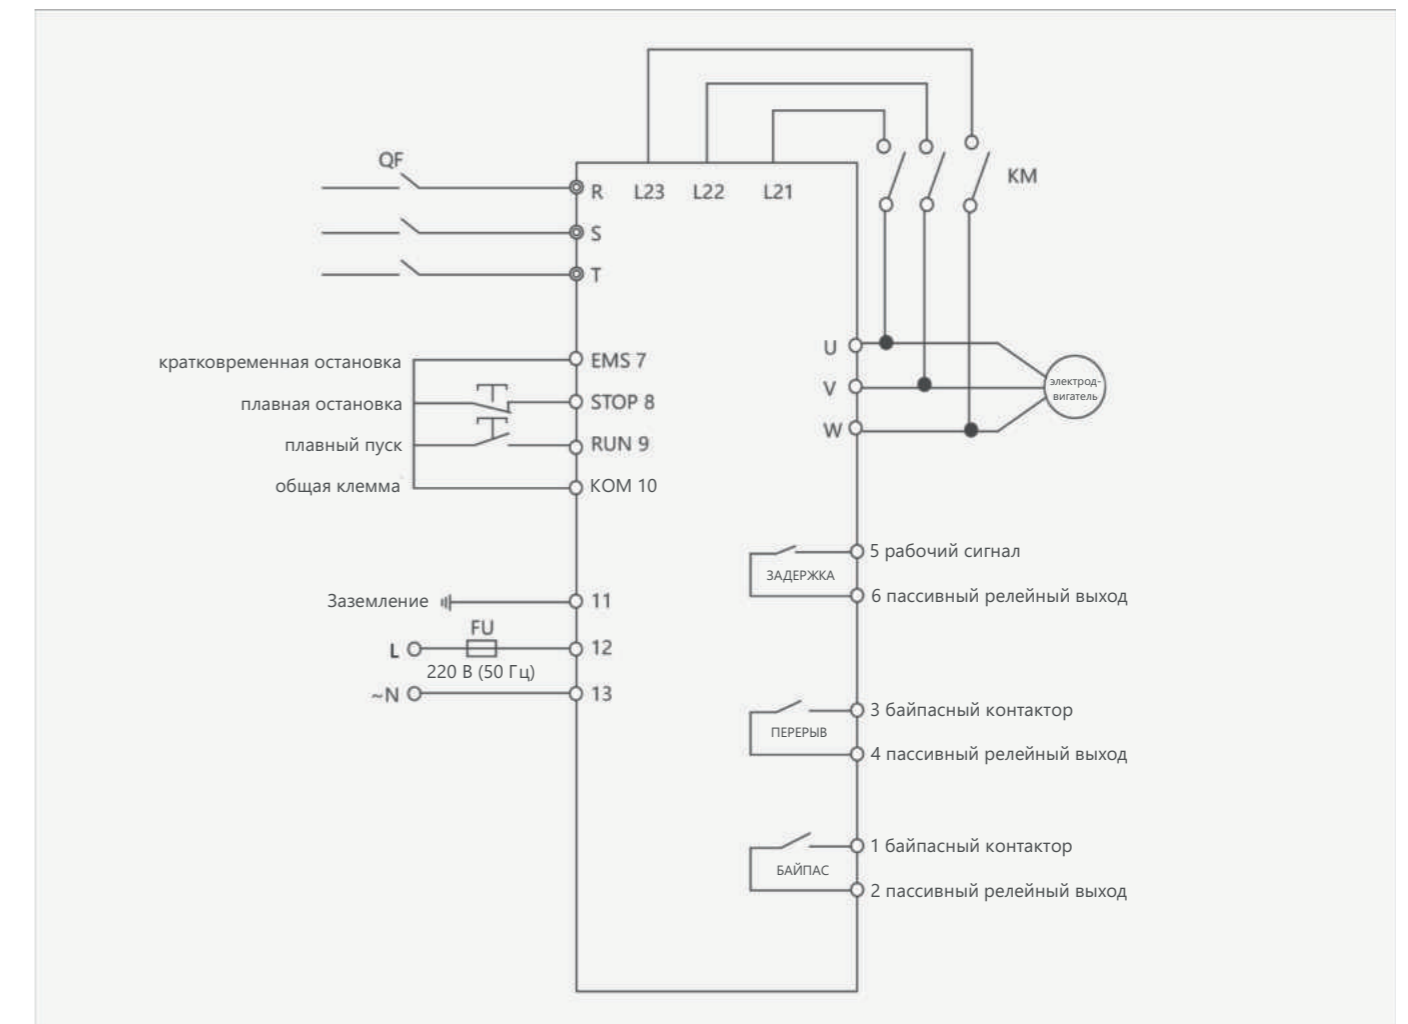 QF
KM
R L23 L22 L21
S
T
U
V
W
электрод-
вигатель
кратковременная остановка
EMS 7
плавная остановка
STOP 8
плавный пуск
RUN 9
общая клемма
КОМ 10
5 рабочий сигнал
ЗАДЕРЖКА
6 пассивный релейный выход
Заземление
11
FU
L
12
220 В (50 Гц)
~N
13
3 байпасный контактор
ПЕРЕРЫВ
4 пассивный релейный выход
1 байпасный контактор
БАЙПАС
2 пассивный релейный выход